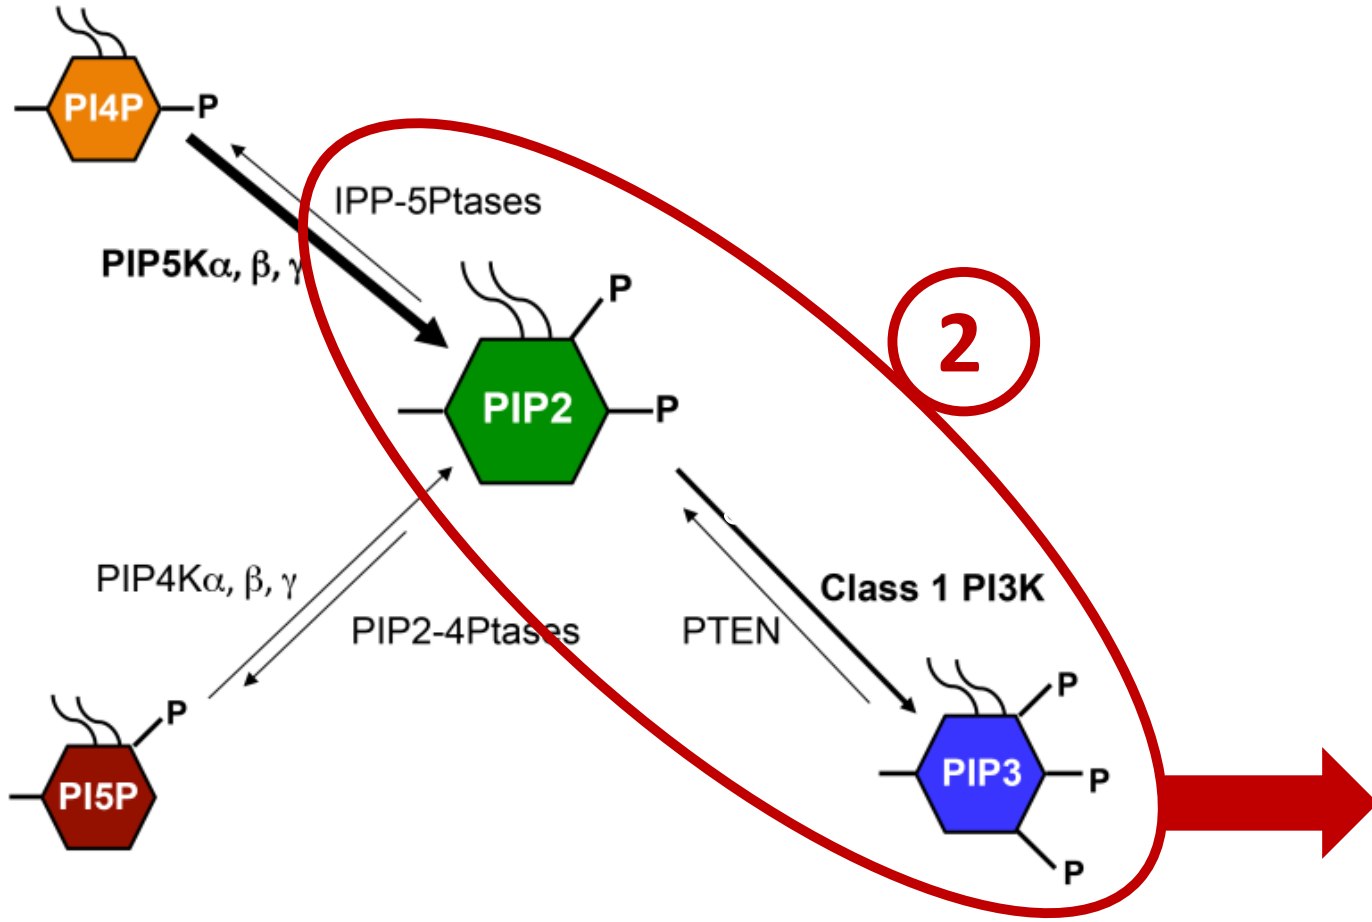 PI4P
P
IPP-5Ptases
PIP5Kα, β, γ
P
PIP2
P
2
PIP4Kα, β, γ
PIP2-4Ptases
PTEN
Class 1 PI3K
P
PI5P
P
PIP3
P
P